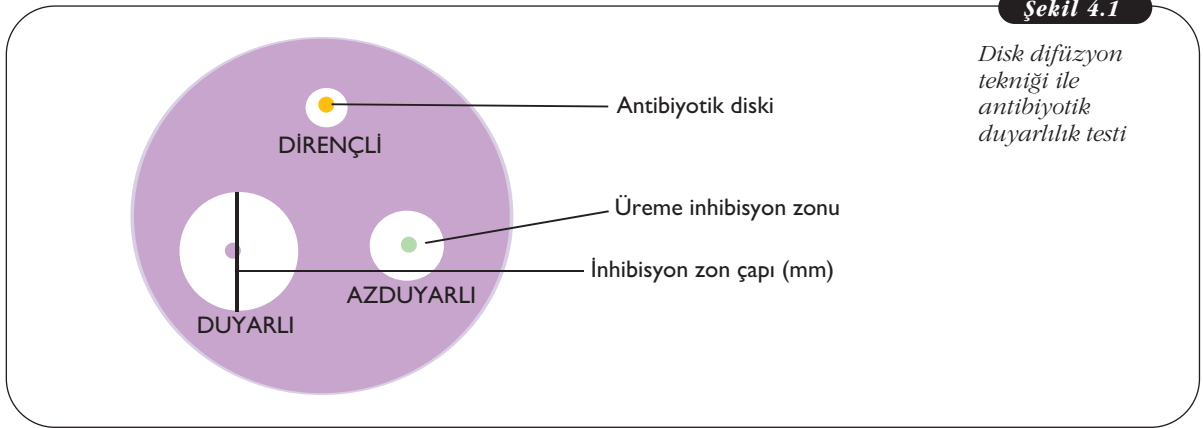 Şekil 4.1
Disk difüzyon
tekniği ile
antibiyotik
duyarlılık testi
Antibiyotik diski
DİRENÇLİ
Üreme inhibisyon zonu
İnhibisyon zon çapı (mm)
AZDUYARLI
DUYARLI